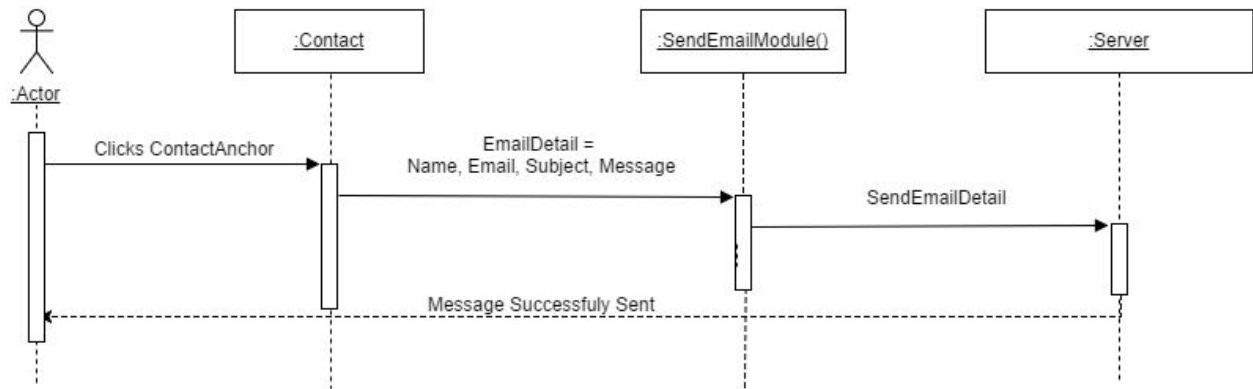 :Contact
:SendEmailModule()
:Server
:Actor
Clicks ContactAnchor
EmailDetail =
Name, Email, Subject, Message
SendEmailDetail
Message Successfuly Sent